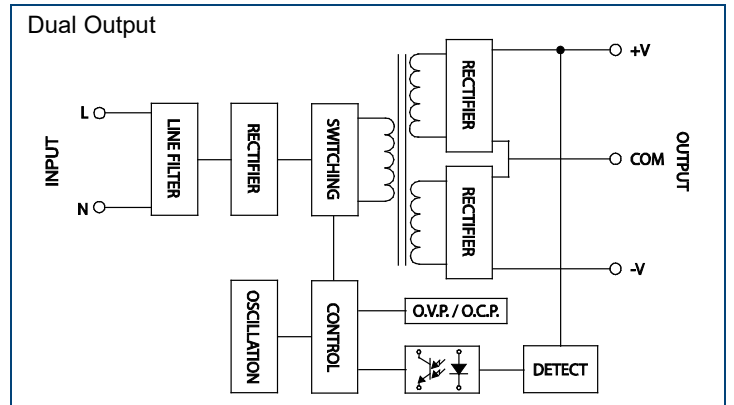 Dual Output
INPUT
L
N
LINE FILTER
RECTIFIER
SWITCHING
RECTIFIER
RECTIFIER
+V
COM
-V
OUTPUT
OSCILLATION
CONTROL
O.V.P. / O.C.P.
DETECT